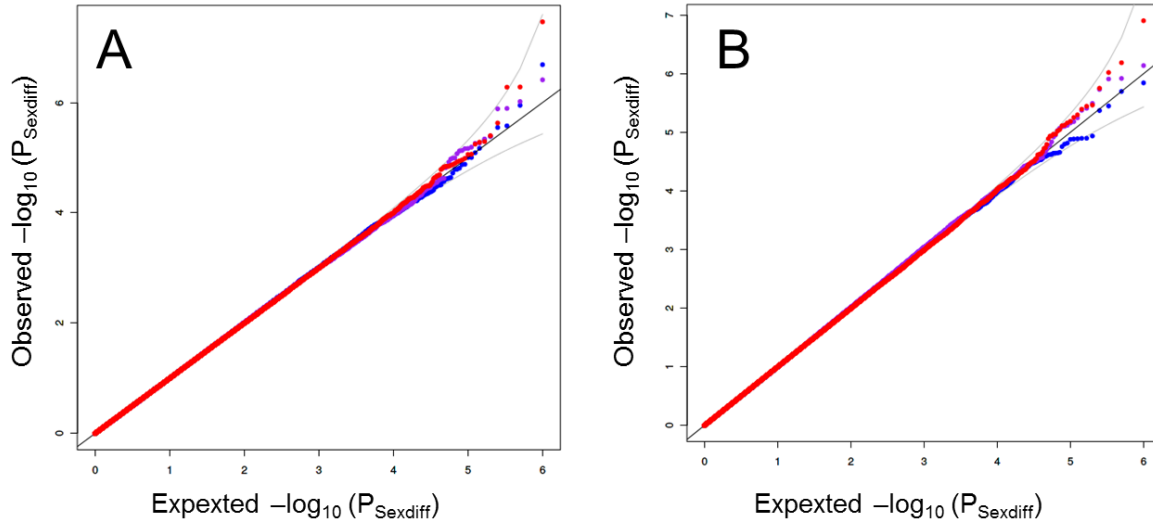 A
Observed –log10 (PSexdiff)
6
4
2
0
0 1 2 3 4 5 6
Expexted –log10 (PSexdiff)
B
Observed –log10 (PSexdiff)
7
6
5
4
3
2
1
0
0 1 2 3 4 5 6
Expexted –log10 (PSexdiff)